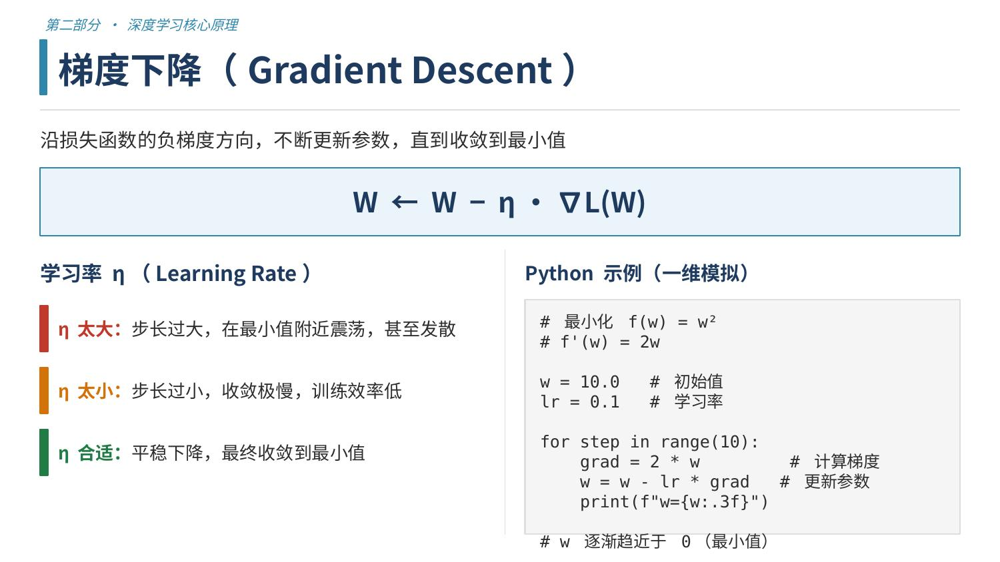 第二部分 · 深度学习核心原理
梯度下降（ Gradient Descent ）
沿损失函数的负梯度方向，不断更新参数，直到收敛到最小值
W ← W − η · ∇L(W)
学习率 η （ Learning Rate ）
η 太大：步长过大，在最小值附近震荡，甚至发散
η 太小：步长过小，收敛极慢，训练效率低
η 合适：平稳下降，最终收敛到最小值
Python 示例（一维模拟）
# 最小化 f(w) = w²
# f'(w) = 2w
w = 10.0   # 初始值
lr = 0.1   # 学习率
for step in range(10):
    grad = 2 * w         # 计算梯度
    w = w - lr * grad   # 更新参数
    print(f"w={w:.3f}")
# w 逐渐趋近于 0（最小值）